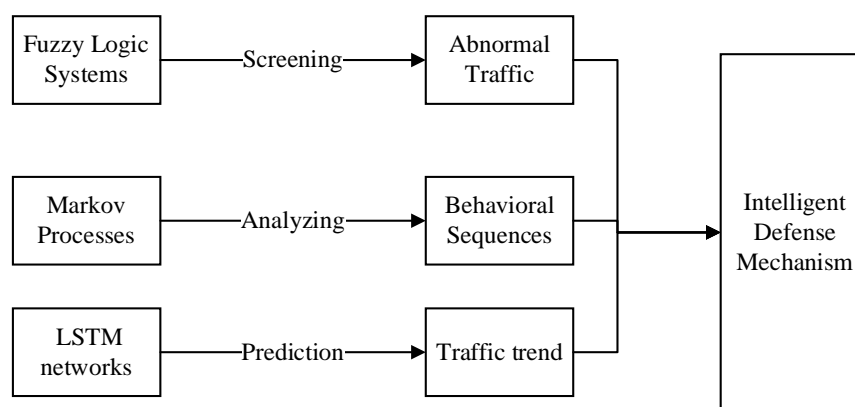 Fuzzy Logic
Systems
Screening
Abnormal
Traffic
Markov
Processes
Analyzing
Behavioral
Sequences
LSTM
networks
Prediction
Traffic trend
Intelligent
Defense
Mechanism